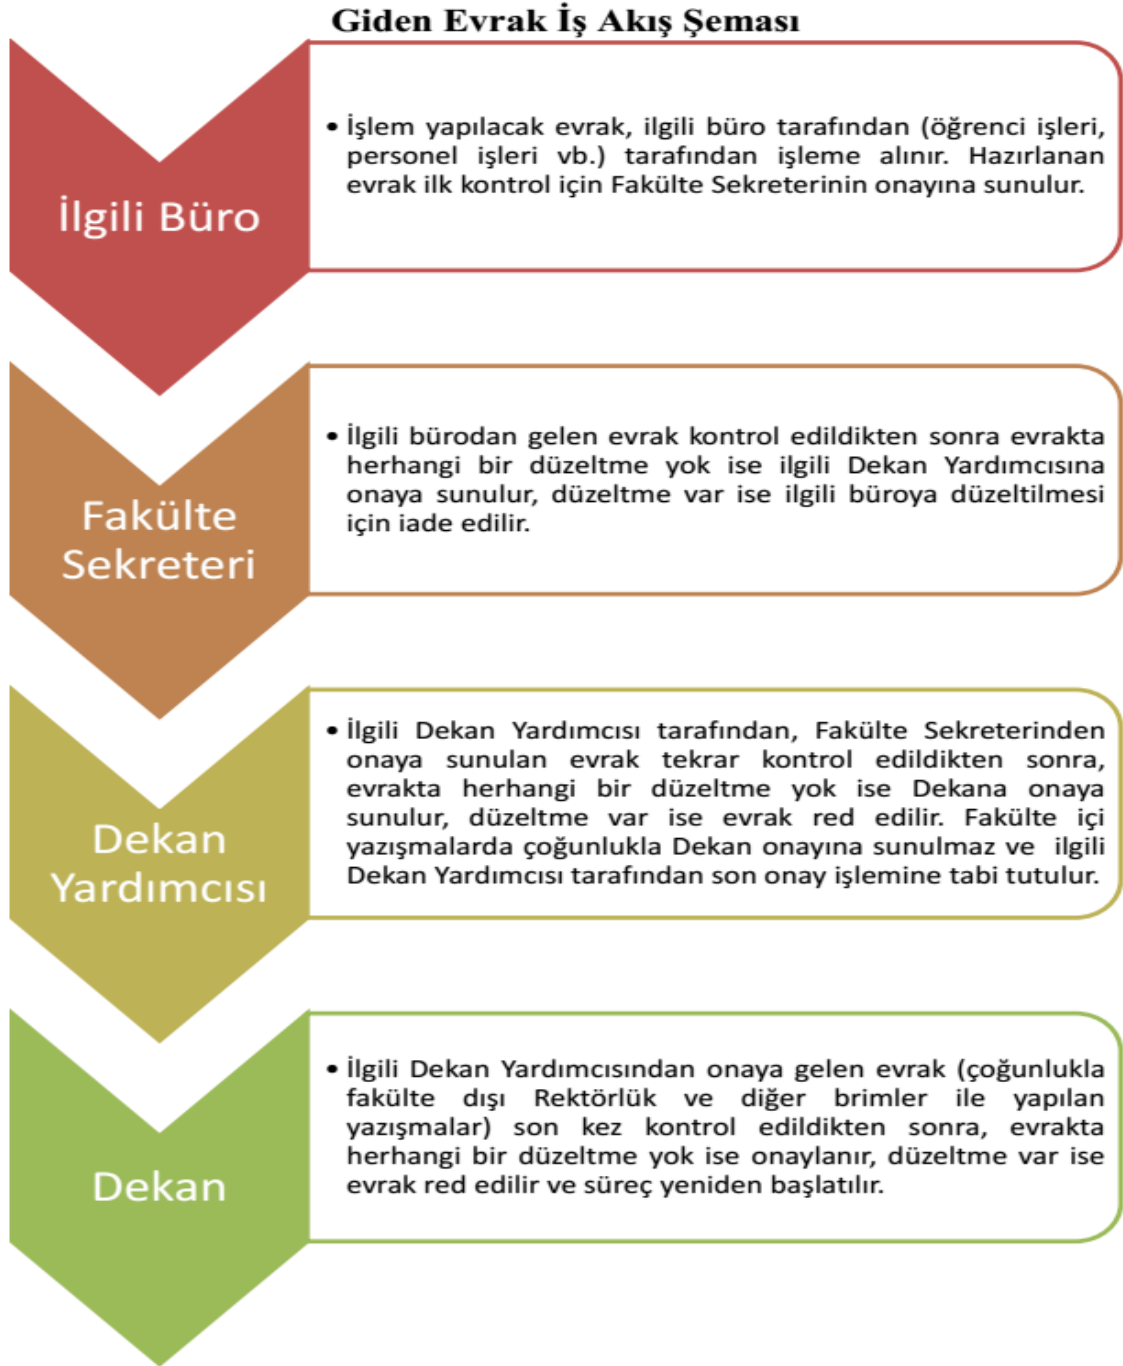 Giden Evrak İş Akış Şeması
İlgili Büro
• İşlem yapılacak evrak, ilgili büro tarafından (öğrenci işleri,
personel işleri vb.) tarafından işleme alınır. Hazırlanan
evrak ilk kontrol için Fakülte Sekreterinin onayına sunulur.
Fakülte
Sekreteri
• İlgili bürodan gelen evrak kontrol edildikten sonra evrakta
herhangi bir düzeltme yok ise ilgili Dekan Yardımcısına
onaya sunulur, düzeltme var ise ilgili büroya düzeltilmesi
için iade edilir.
Dekan
Yardımcısı
• İlgili Dekan Yardımcısı tarafından, Fakülte Sekreterinden
onaya sunulan evrak tekrar kontrol edildikten sonra,
evrakta herhangi bir düzeltme yok ise Dekana onaya
sunulur, düzeltme var ise evrak red edilir. Fakülte içi
yazışmalarda çoğunlukla Dekan onayına sunulmaz ve ilgili
Dekan Yardımcısı tarafından son onay işlemine tabi tutulur.
Dekan
• İlgili Dekan Yardımcısından onaya gelen evrak (çoğunlukla
fakülte dışı Rektörlük ve diğer brimler ile yapılan
yazışmalar) son kez kontrol edildikten sonra, evrakta
herhangi bir düzeltme yok ise onaylanır, düzeltme var ise
evrak red edilir ve süreç yeniden başlatılır.